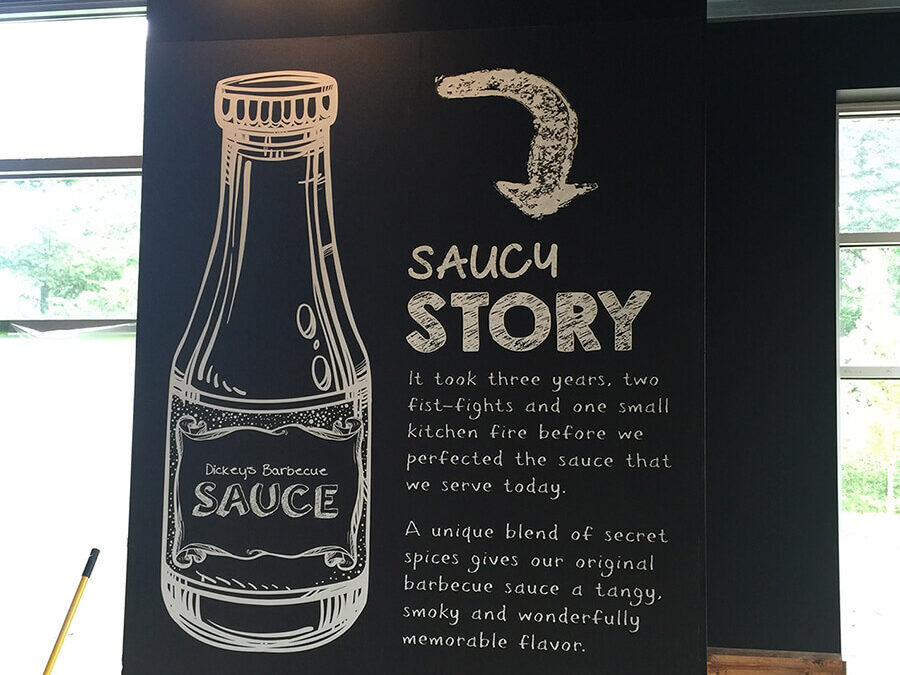 SAUCY
STORY
It took three years, two
fist-fights and one small
kitchen fire before we
perfected the sauce that
we serve today.
A unique blend of secret
spices gives our original
barbecue sauce a tangy,
smoky and wonderfully
memorable flavor.
Dickeys Barbecue
SAUCE